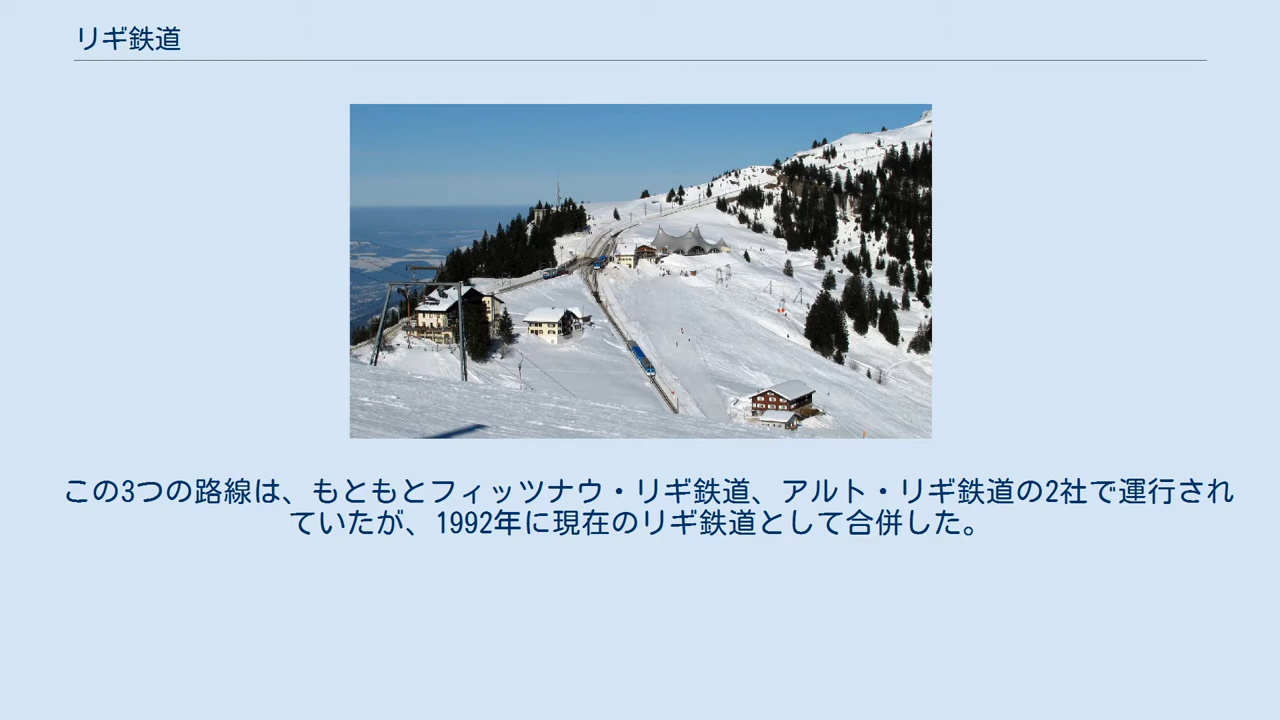 リギ鉄道
この3つの路線は、もともとフィッツナウ・リギ鉄道、アルト・リギ鉄道の2社で運行され
ていたが、1992年に現在のリギ鉄道として合併した。